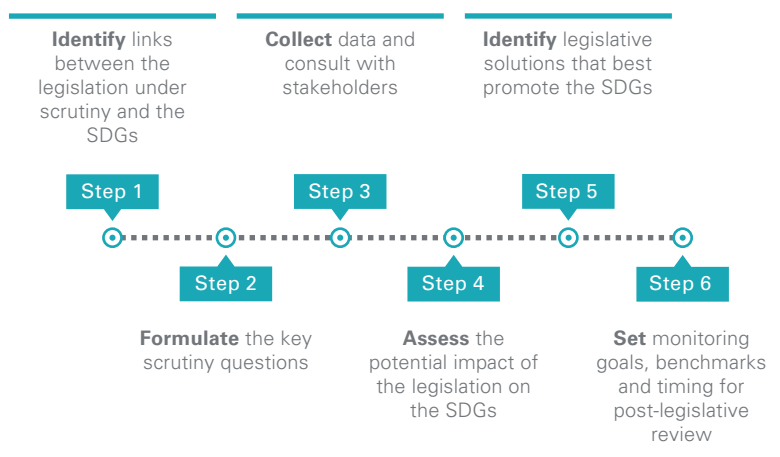 Identify links
between the
legislation under
scrutiny and the
SDGs
Collect data and
consult with
stakeholders
Identify legislative
solutions that best
promote the SDGs
Step 1
Step 3
Step 5
Step 2
Step 4
Step 6
Formulate the key
scrutiny questions
Assess the
potential impact of
the legislation on
the SDGs
Set monitoring
goals, benchmarks
and timing for
post-legislative
review